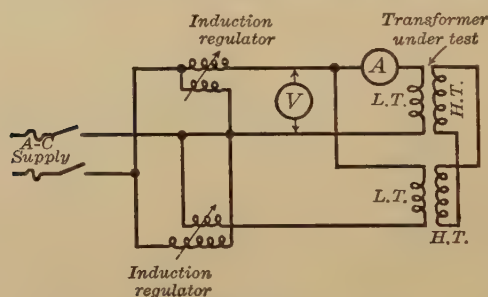 Induction
regulator
Transformer
under test
A
L.T.
H.T.
V
A-C
Supply
L.T.
H.T.
Induction
regulator